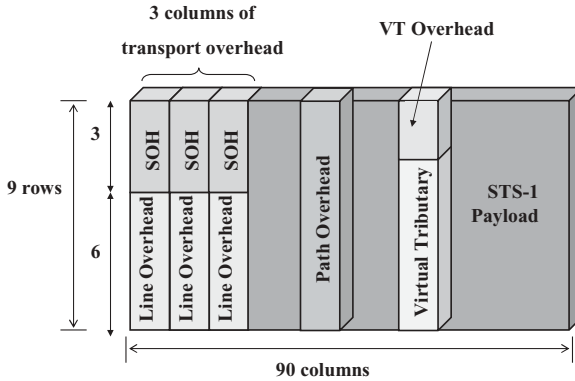 3 columns of
transport overhead
VT Overhead
3
9 rows
6
SOH
SOH
SOH
Line Overhead
Line Overhead
Line Overhead
Path Overhead
Virtual Tributary
STS-1
Payload
90 columns